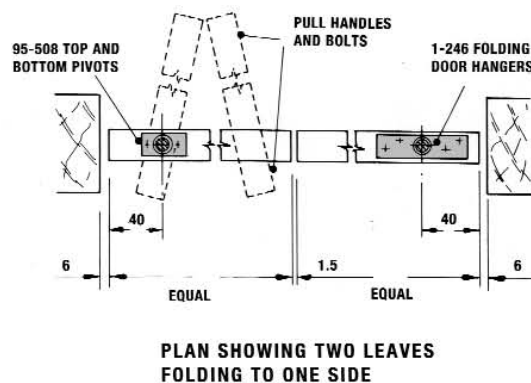 95-508 TOP AND
BOTTOM PIVOTS
PULL HANDLES
AND BOLTS
1-246 FOLDING
DOOR HANGERS
40
40
6
1.5
6
EQUAL
EQUAL
PLAN SHOWING TWO LEAVES
FOLDING TO ONE SIDE